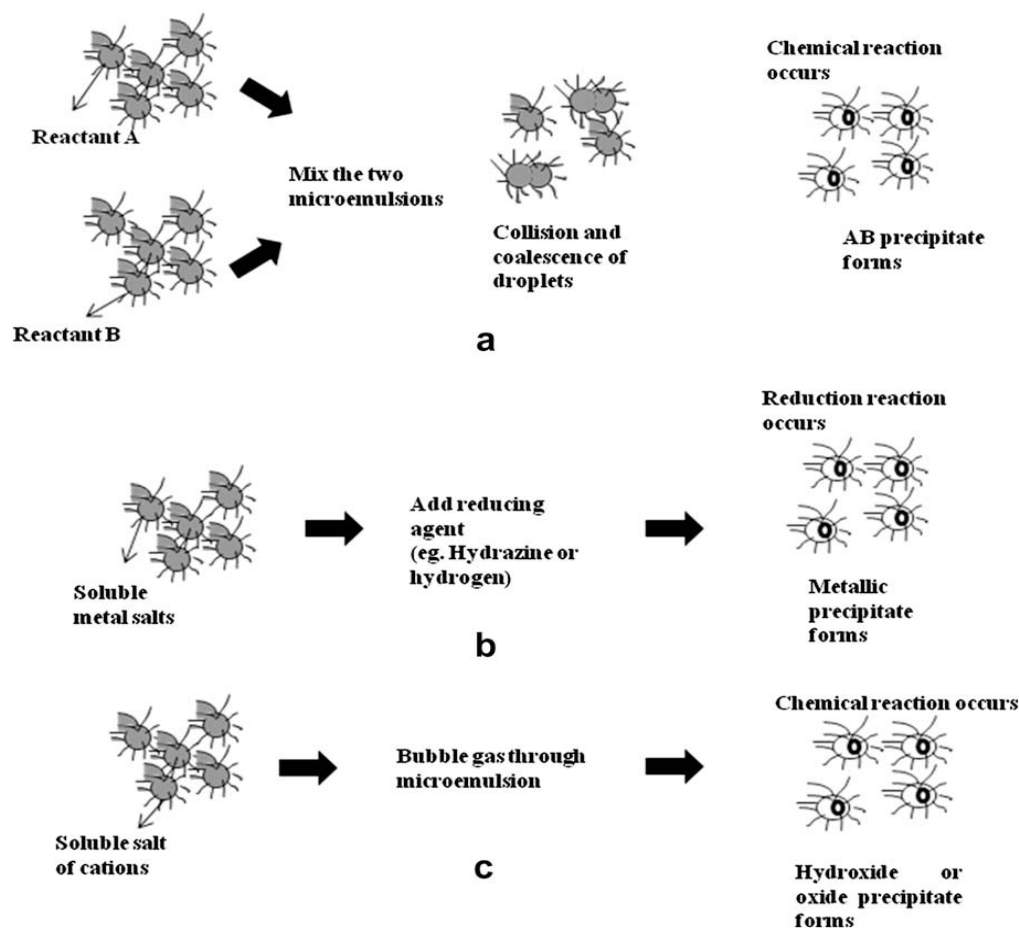 Reactant A
Reactant B
Mix the two
microemulsions
Collision and
coalescence of
droplets
Chemical reaction
occurs
AB precipitate
forms
a
Soluble
metal salts
Add reducing
agent
(eg. Hydrazine or
hydrogen)
Reduction reaction
occurs
Metallic
precipitate
forms
b
Soluble salt
of cations
Bubble gas through
microemulsion
Chemical reaction occurs
Hydroxide or
oxide precipitate
forms
c